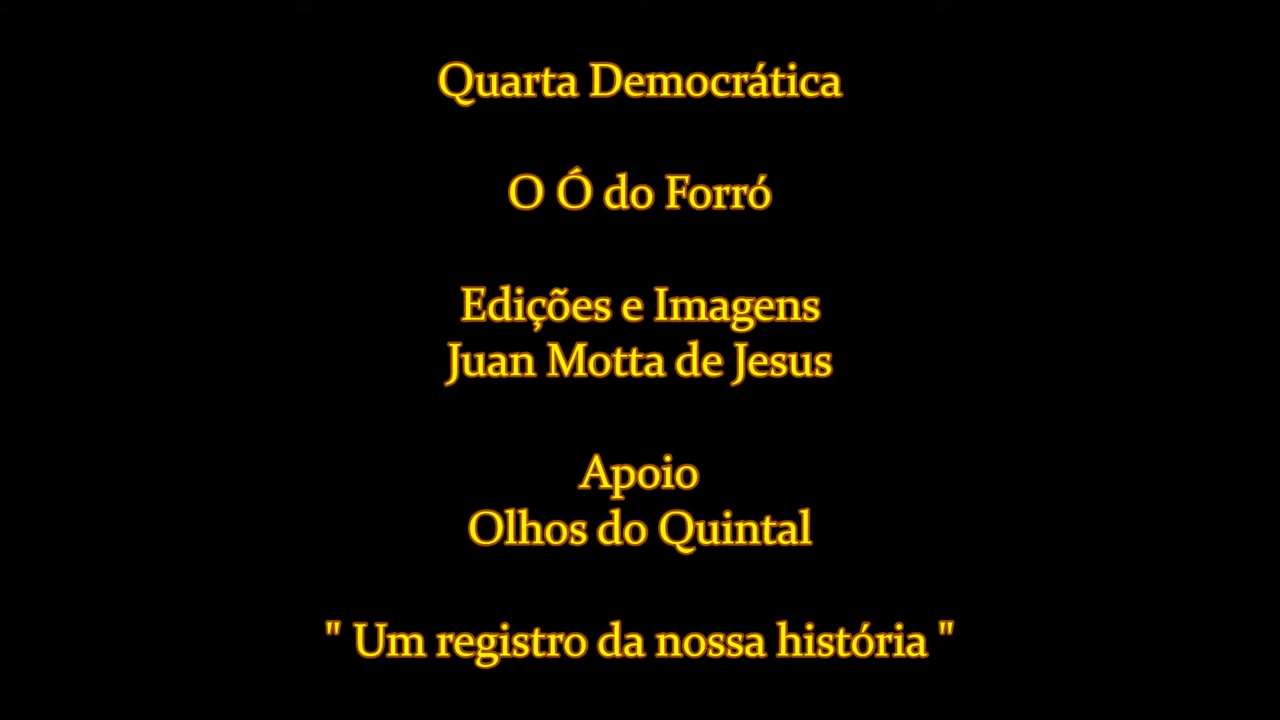 Quarta Democrática
O Ó do Forró
Edições e Imagens
Juan Motta de Jesus
Apoio
Olhos do Quintal
" Um registro da nossa história "